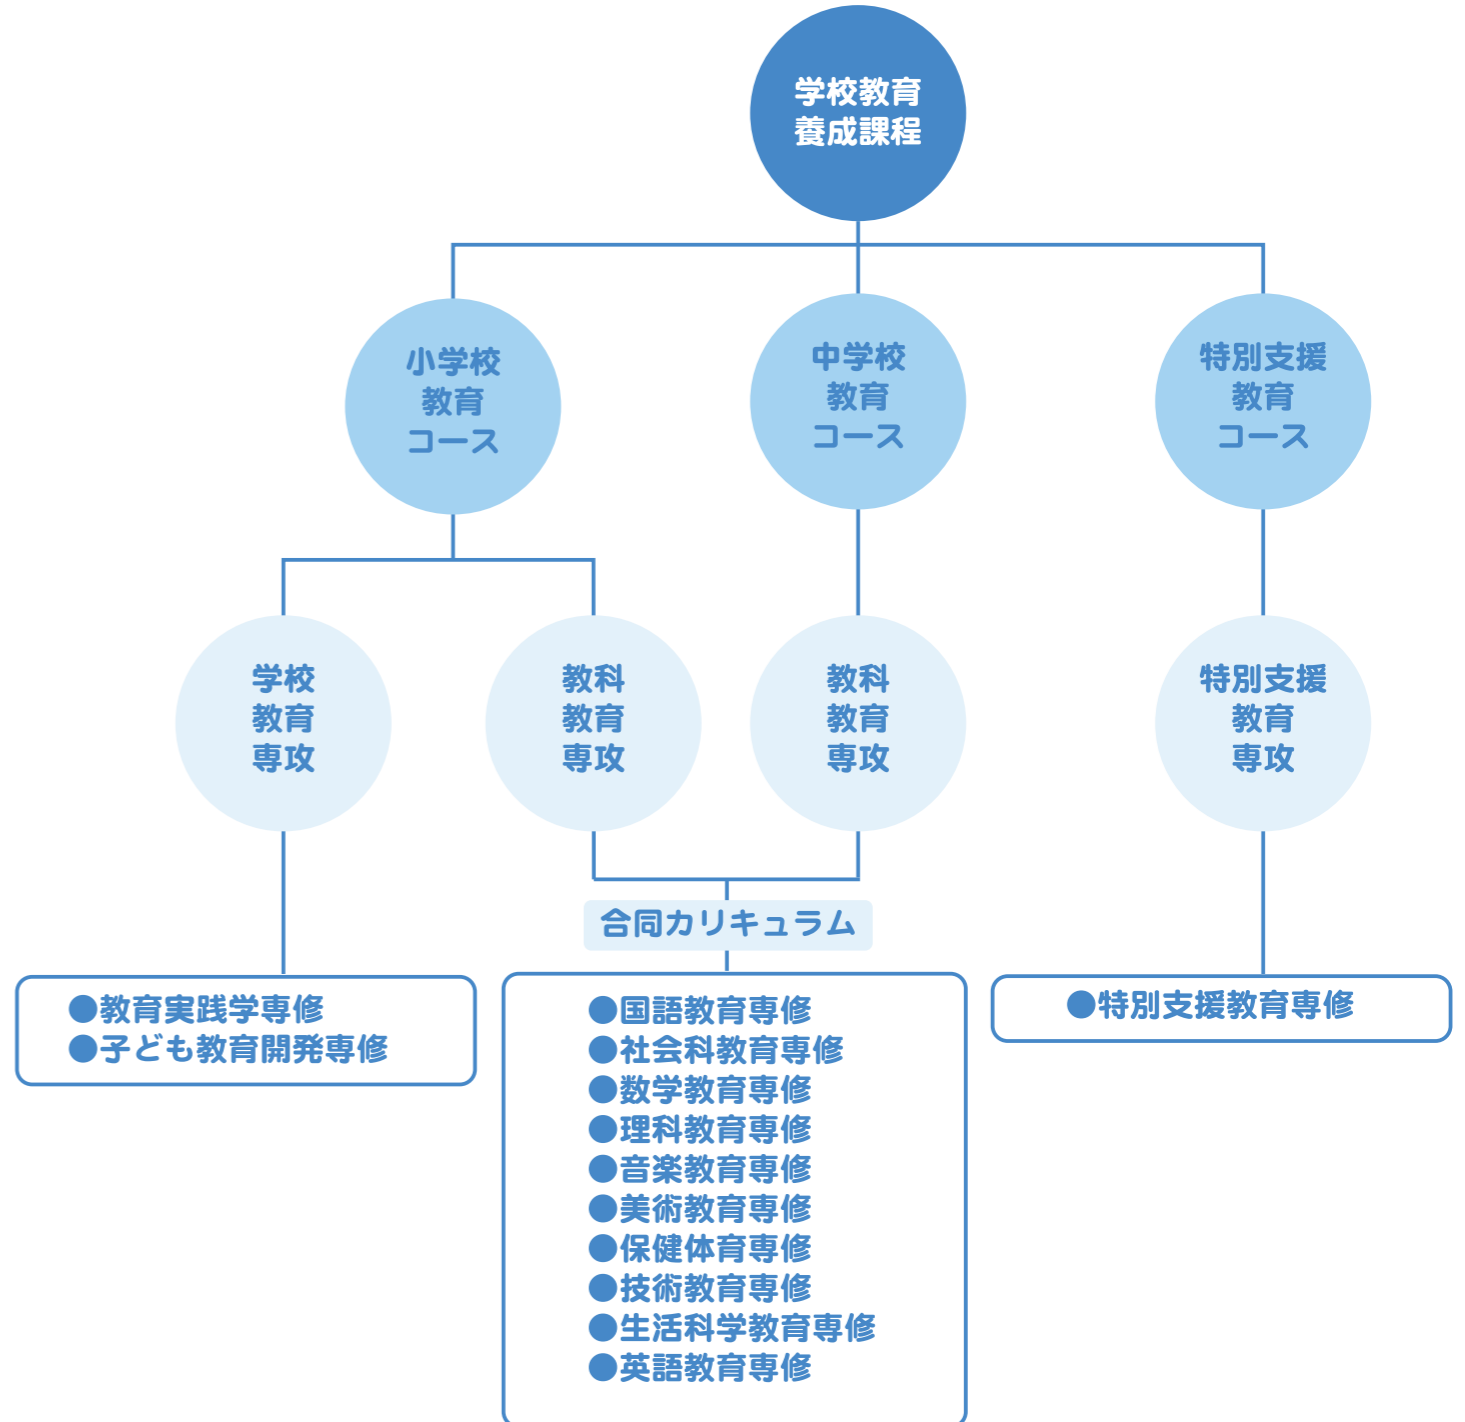 学校教育
養成課程
小学校
教育
コース
中学校
教育
コース
特別支援
教育
コース
学校
教育
専攻
教科
教育
専攻
教科
教育
専攻
特別支援
教育
専攻
合同カリキュラム
●教育実践学専修
●子ども教育開発専修
●国語教育専修
●社会科教育専修
●数学教育専修
●理科教育専修
●音楽教育専修
●美術教育専修
●保健体育専修
●技術教育専修
●生活科学教育専修
●英語教育専修
●特別支援教育専修